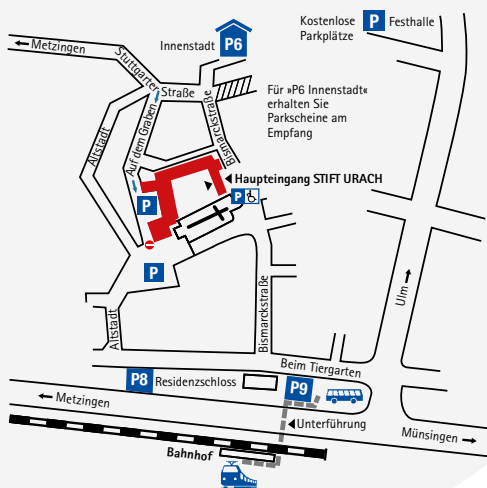 Kostenlose
Parkplätze
P
Festhalle
Metzingen
Innenstadt
P6
Stuttgarter
Straße
Für »P6 Innenstadt«
erhalten Sie
Parkscheine am
Empfang
Auf dem Graben
Altstadt
Bismarckstraße
Haupteingang STIFT URACH
P
P
P
Ulm
Altstadt
Bismarckstraße
Beim Tiergarten
P8
Residenzschloss
P9
Metzingen
Unterführung
Münsingen
Bahnhof